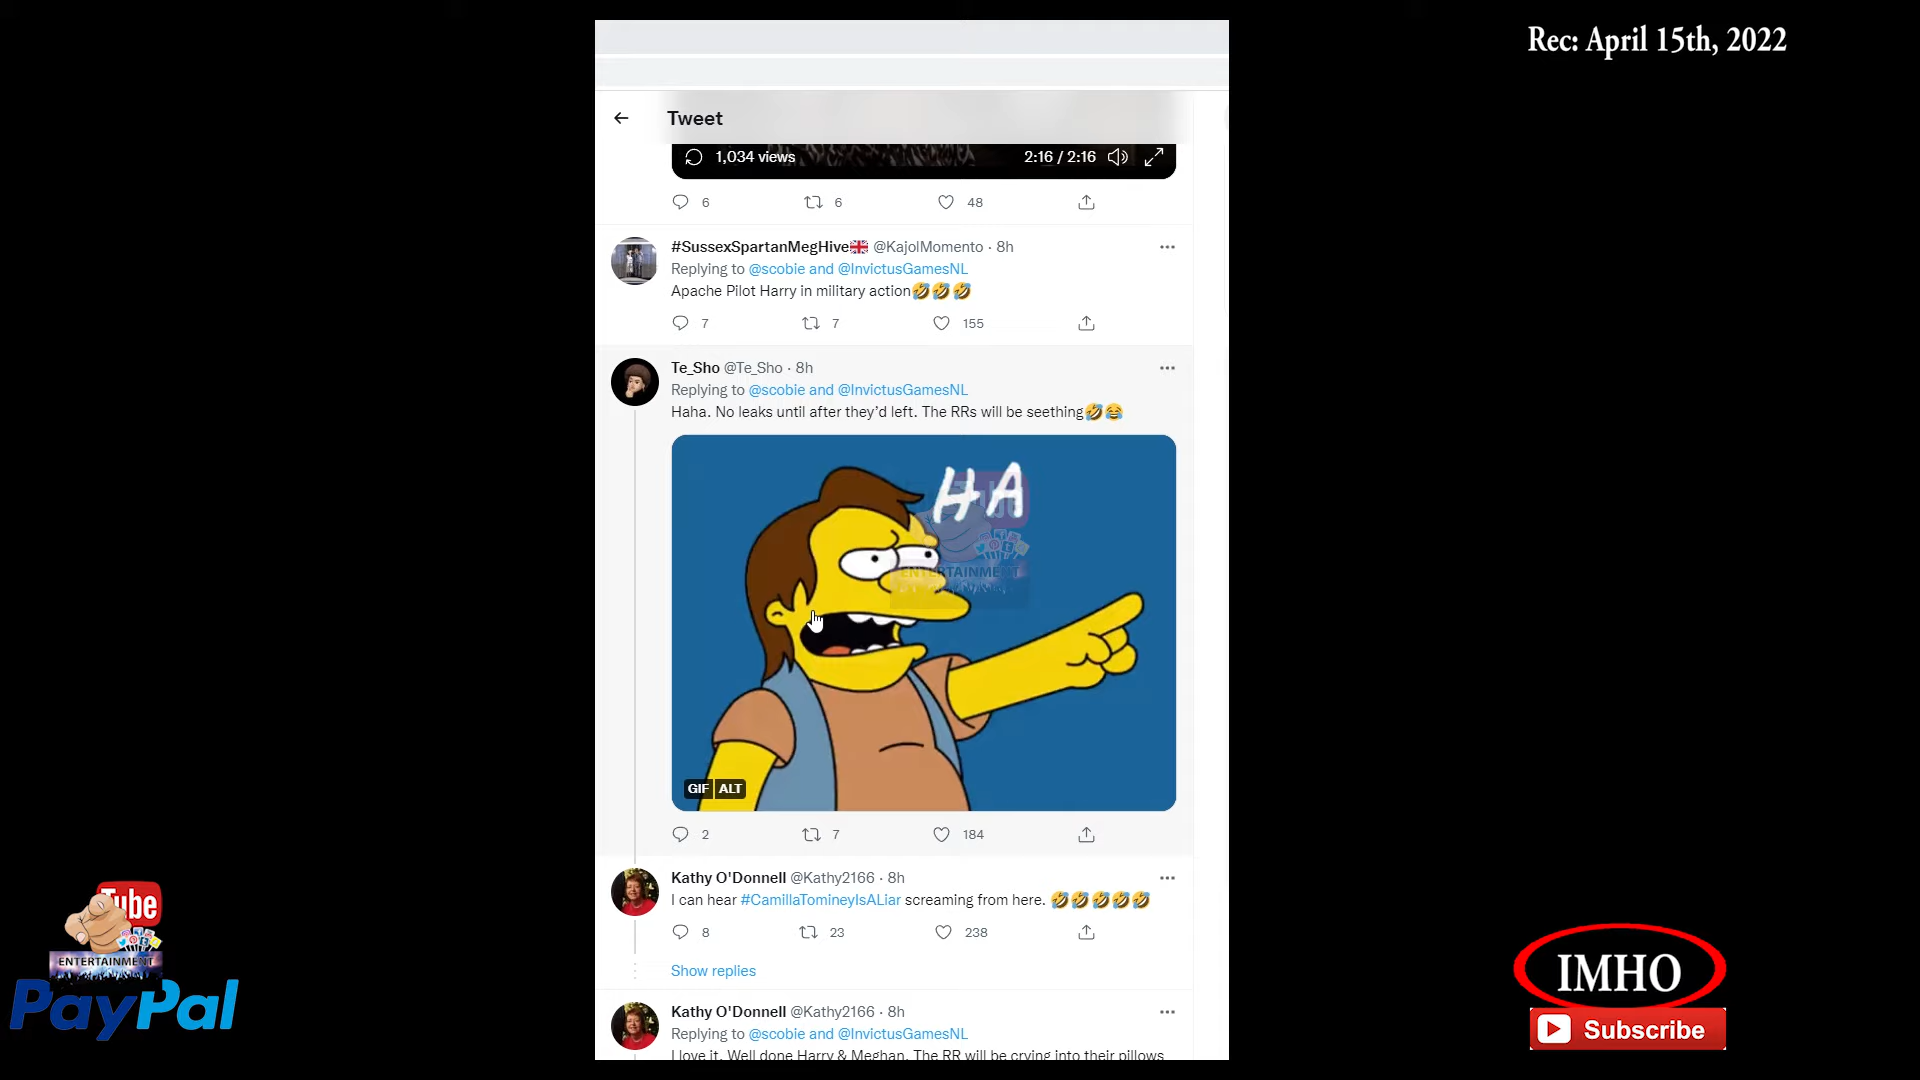 Rec: April 15th, 2022
Tweet
1,034 views
2:16 / 2:16
6
6
48
#SussexSpartanMegHive🇬🇧 @KajolMomento · 8h
Replying to @scobie and @InvictusGamesNL
Apache Pilot Harry in military action🤣🤣🤣
7
7
155
Te_Sho @Te_Sho · 8h
Replying to @scobie and @InvictusGamesNL
Haha. No leaks until after they'd left. The RRs will be seething🤣😂
HA
Tube
ENTERTAINMENT
GIF ALT
2
7
184
Kathy O'Donnell @Kathy2166 · 8h
I can hear #CamillaTomineyIsALiar screaming from here. 🤣🤣🤣🤣🤣
8
23
238
Show replies
Kathy O'Donnell @Kathy2166 · 8h
Replying to @scobie and @InvictusGamesNL
I love it. Well done Harry & Meghan. The RR will be crying into their pillows
Tube
ENTERTAINMENT
PayPal
IMHO
Subscribe